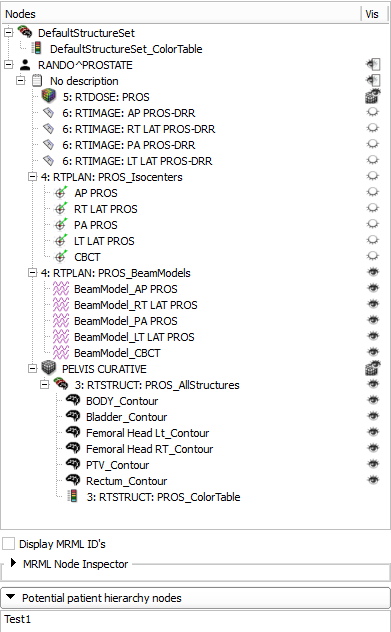 Nodes Vis
DefaultStructureSet
DefaultStructureSet_ColorTable
RANDO^PROSTATE
No description
5: RTDOSE: PROS
6: RTIMAGE: AP PROS-DRR
6: RTIMAGE: RT LAT PROS-DRR
6: RTIMAGE: PA PROS-DRR
6: RTIMAGE: LT LAT PROS-DRR
4: RTPLAN: PROS_Isocenters
AP PROS
RT LAT PROS
PA PROS
LT LAT PROS
CBCT
4: RTPLAN: PROS_BeamModels
BeamModel_AP PROS
BeamModel_RT LAT PROS
BeamModel_PA PROS
BeamModel_LT LAT PROS
BeamModel_CBCT
PELVIS CURATIVE
3: RTSTRUCT: PROS_AllStructures
BODY_Contour
Bladder_Contour
Femoral Head Lt_Contour
Femoral Head RT_Contour
PTV_Contour
Rectum_Contour
3: RTSTRUCT: PROS_ColorTable
Display MRML ID's
MRML Node Inspector
Potential patient hierarchy nodes
Test1